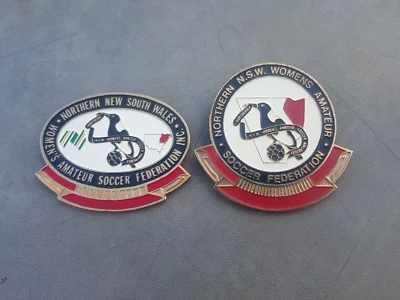 NORTHERN NEW SOUTH WALES
WOMEN'S AMATEUR SOCCER FEDERATION INC.
NORTHERN N.S.W. WOMENS AMATEUR
SOCCER FEDERATION